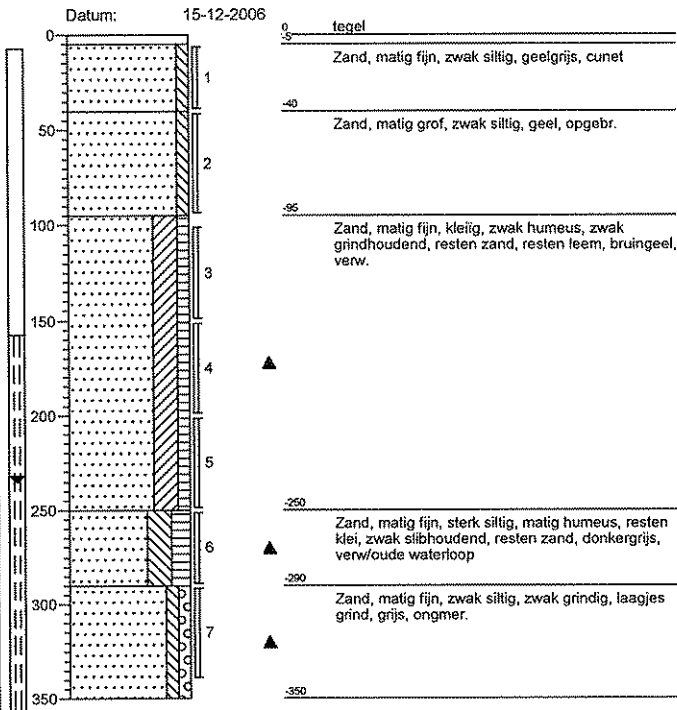 Datum: 15-12-2006
0
50
100
150
200
250
300
350
1
2
3
4
5
6
7
0
tegel
-5
Zand, matig fijn, zwak siltig, geelgrijs, cunet
-40
Zand, matig grof, zwak siltig, geel, opgebr.
-95
Zand, matig fijn, kleiïg, zwak humeus, zwak
grindhoudend, resten zand, resten leem, bruingeel,
verw.
-250
Zand, matig fijn, sterk siltig, matig humeus, resten
klei, zwak slibhoudend, resten zand, donkergrijs,
verw/oude waterloop
-290
Zand, matig fijn, zwak siltig, zwak grindig, laagjes
grind, grijs, ongmer.
-350